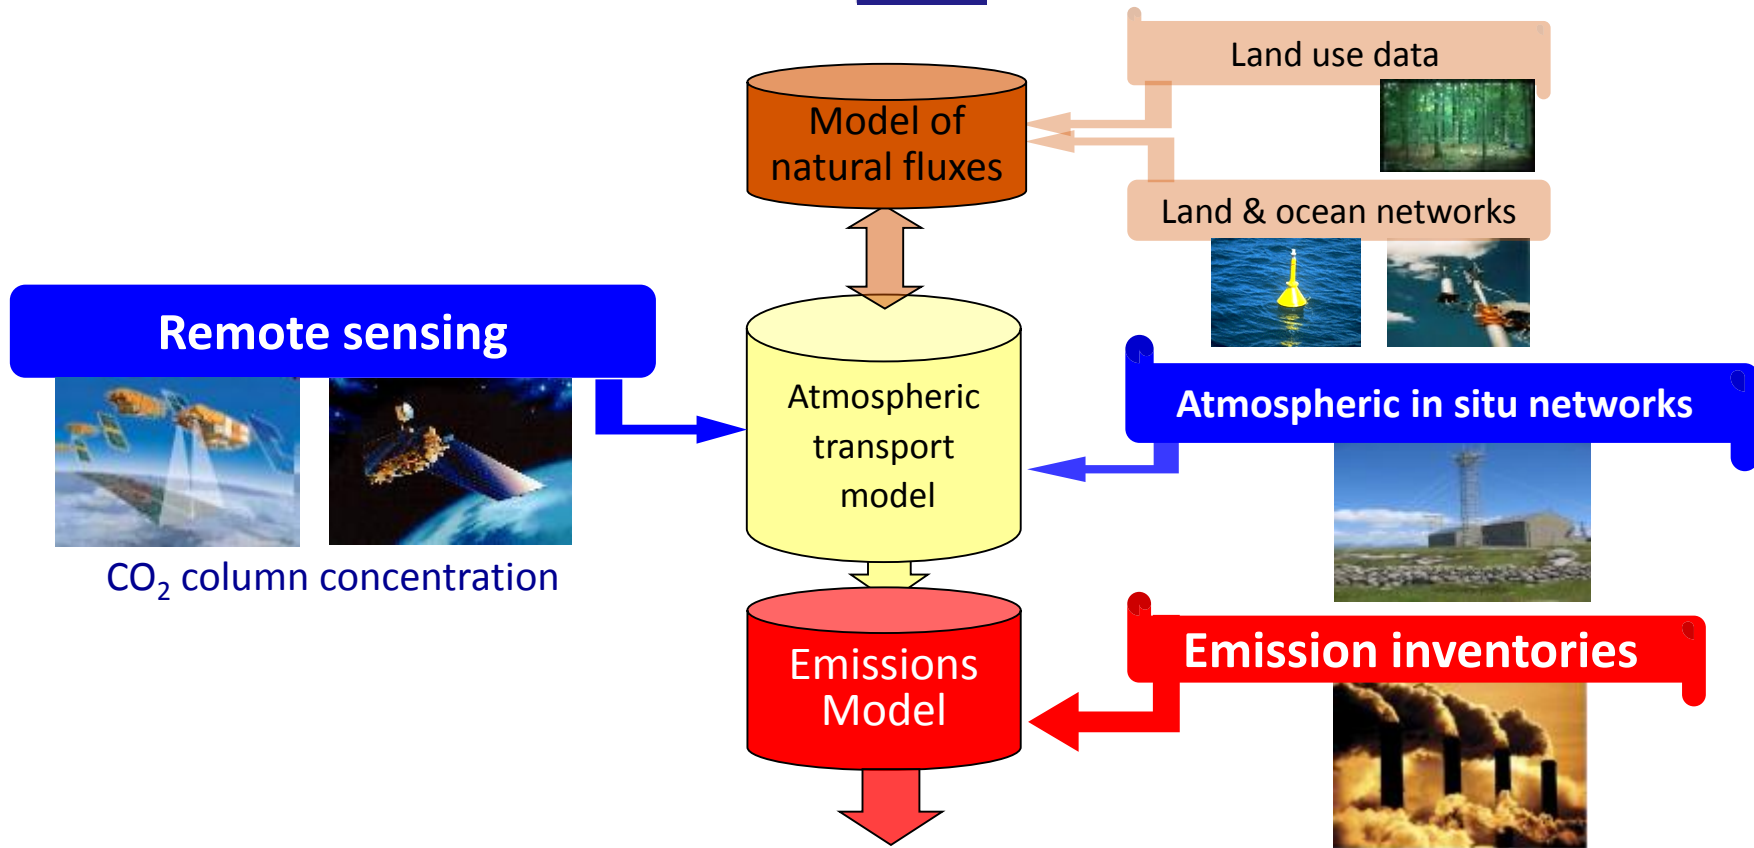 Land use data
Model of
natural fluxes
Land & ocean networks
Remote sensing
Atmospheric
transport
model
Atmospheric in situ networks
CO₂ column concentration
Emissions
Model
Emission inventories